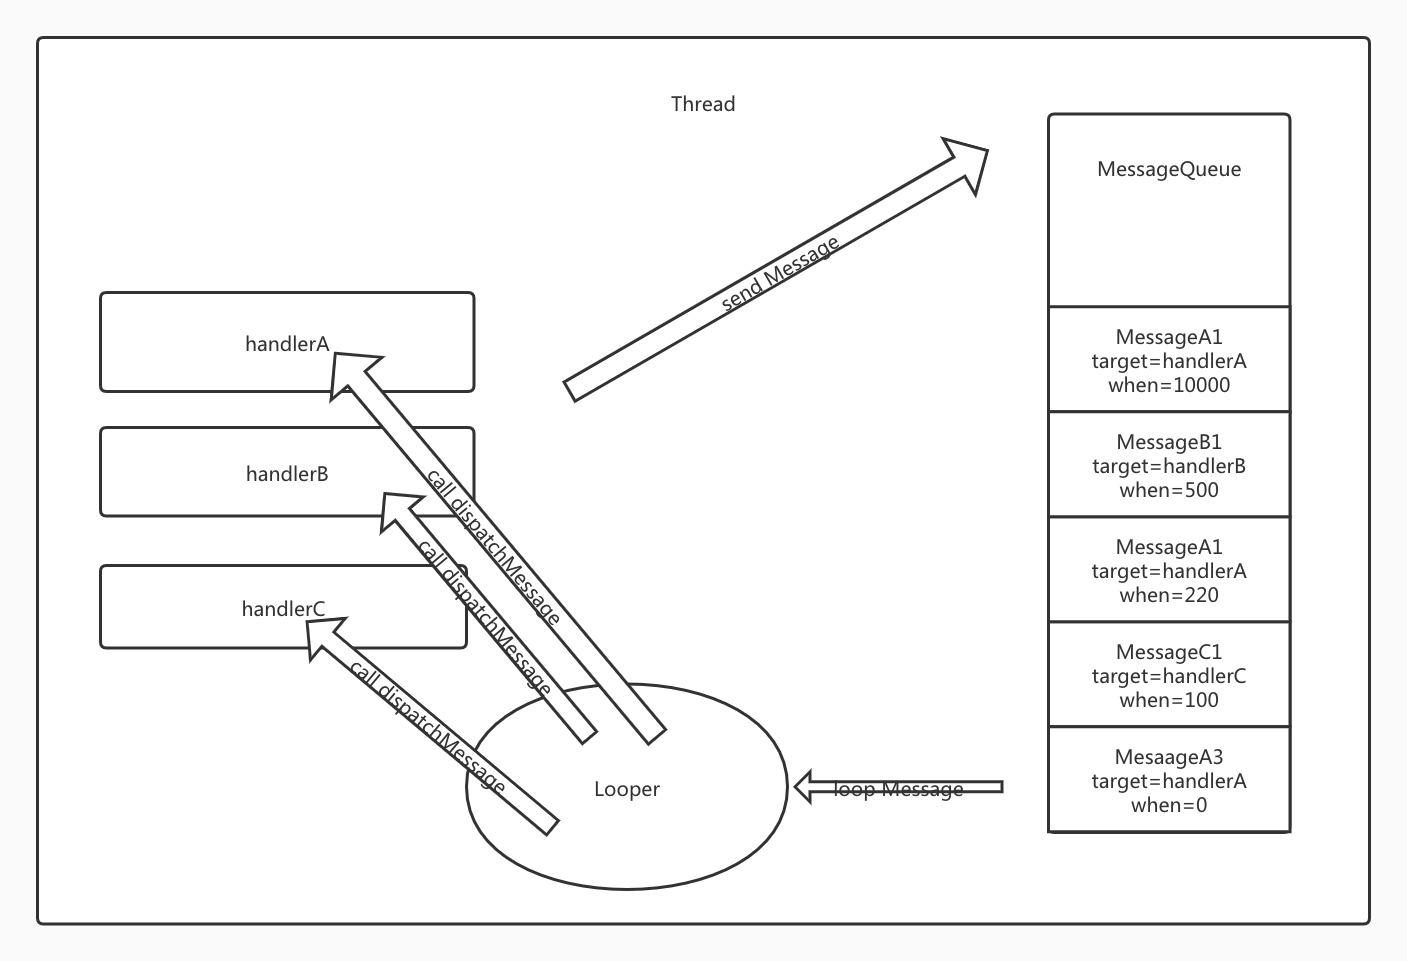 Thread
MessageQueue
send Message
handlerA
MessageA1
target=handlerA
when=10000
handlerB
MessageB1
target=handlerB
when=500
call dispatchMessage
call dispatchMessage
MessageA1
target=handlerA
when=220
handlerC
call dispatchMessage
MessageC1
target=handlerC
when=100
Looper
loop Message
MesaageA3
target=handlerA
when=0